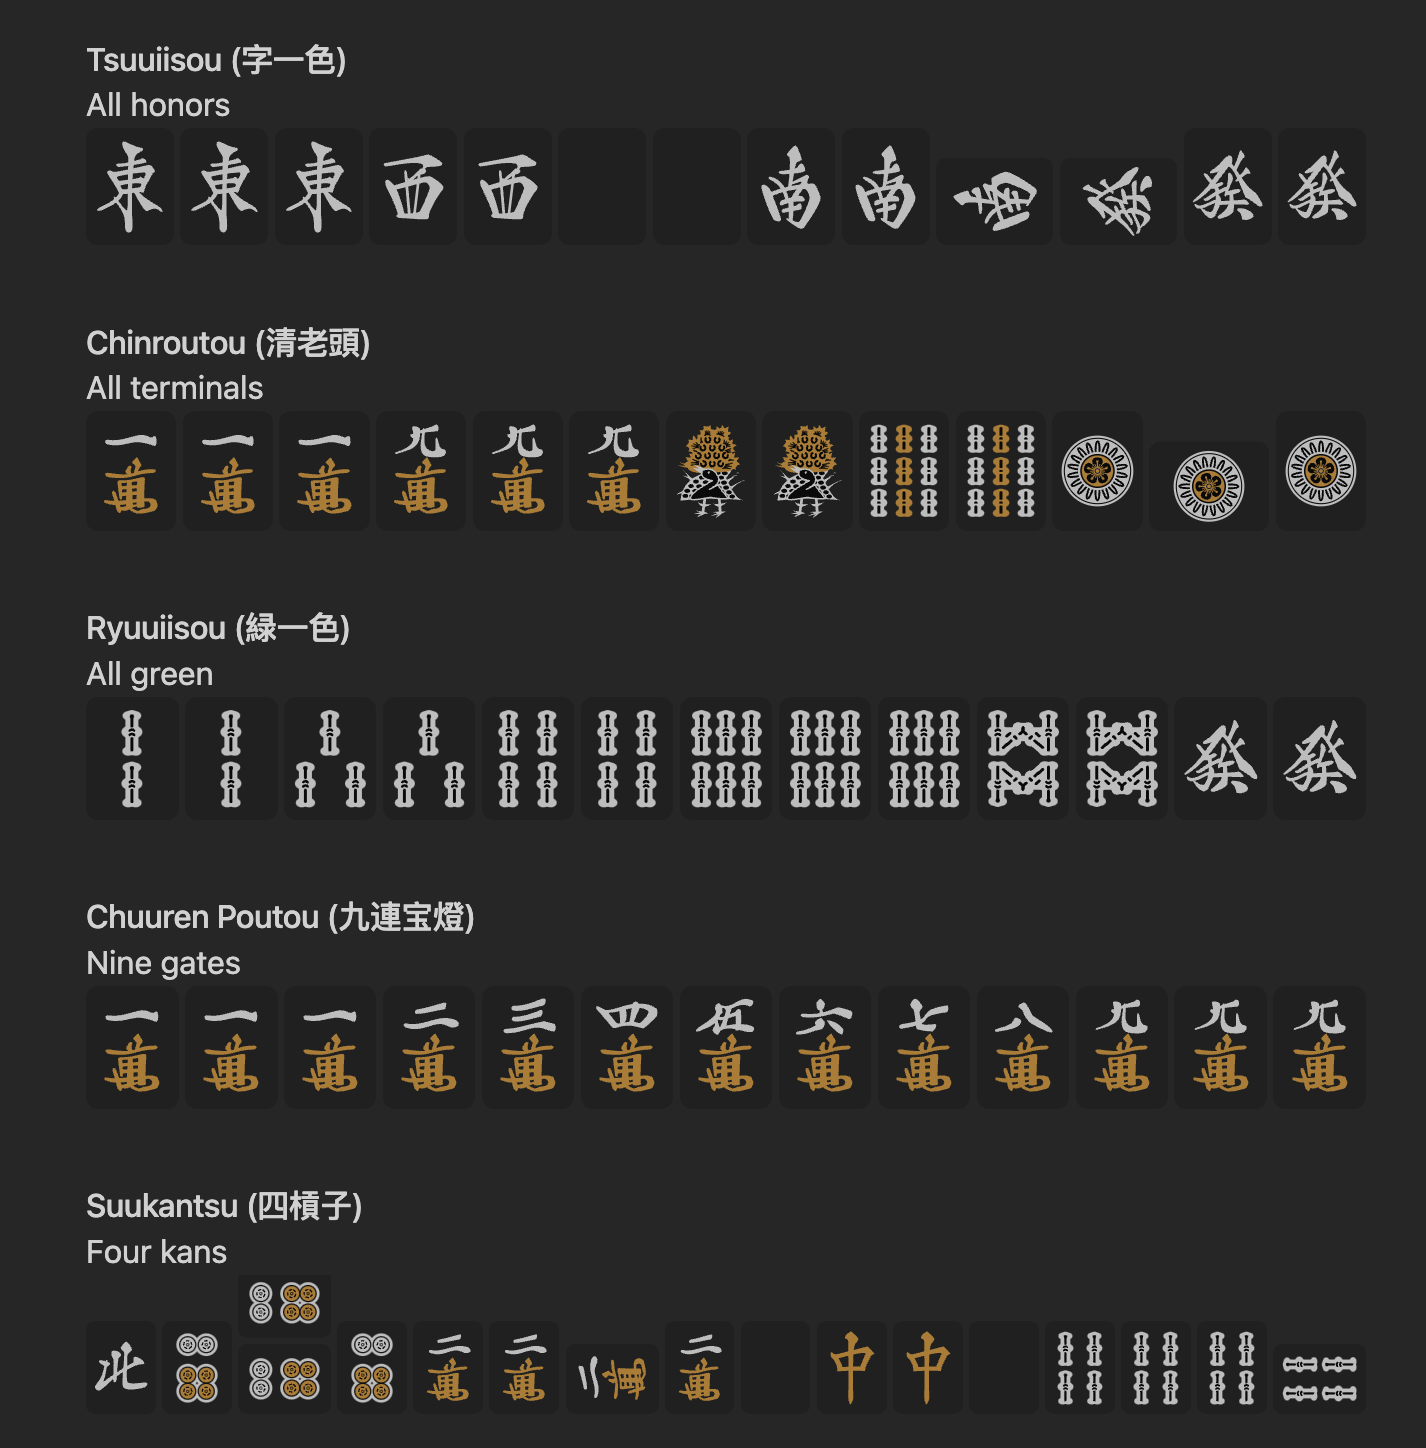 Tsuuiisou (字一色)
All honors
東 東 東 西 西 南 南 南 發 發 發
Chinroutou (清老頭)
All terminals
一萬 一萬 一萬 九萬 九萬 九萬
Ryuuiisou (緑一色)
All green
發 發
Chuuren Poutou (九連宝燈)
Nine gates
一萬 一萬 一萬 二萬 三萬 四萬 伍萬 六萬 七萬 八萬 九萬 九萬 九萬
Suukantsu (四槓子)
Four kans
北 二萬 二萬 二萬 二萬 中 中